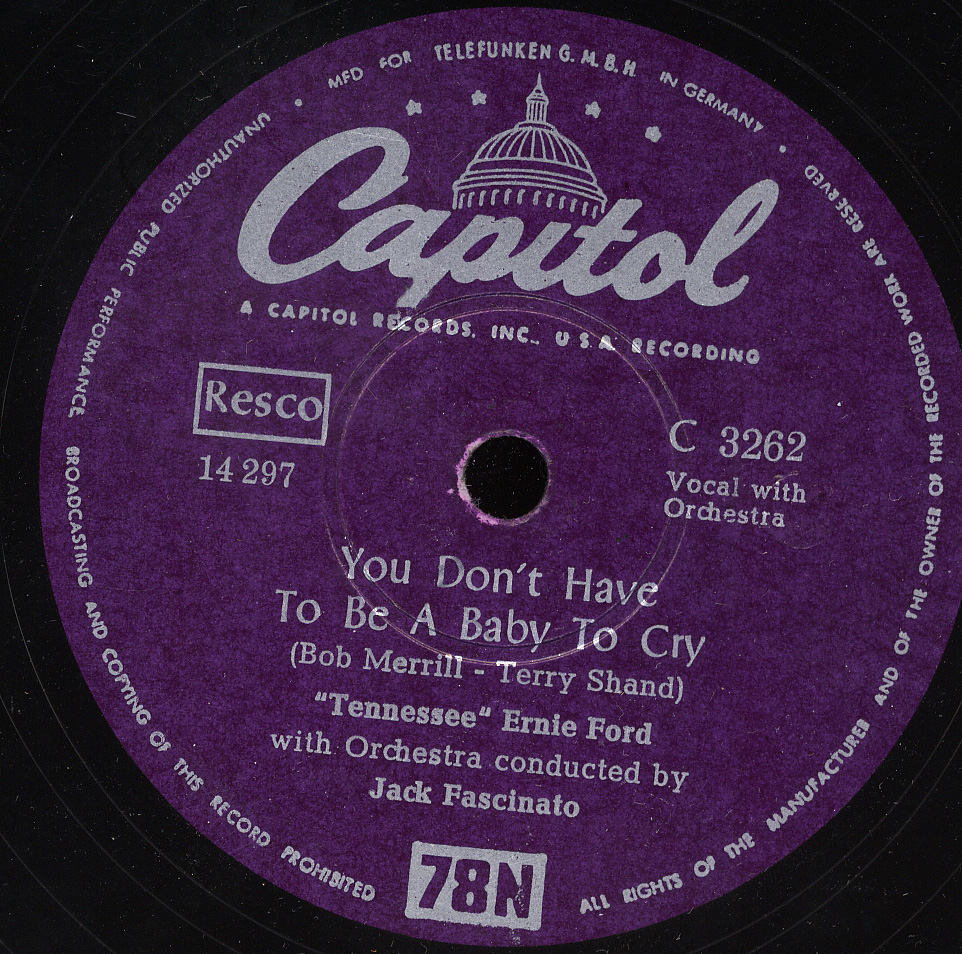 MFD FOR TELEFUNKEN G.M.B.H. IN GERMANY
Capitol
A CAPITOL RECORDS, INC., U.S.A. RECORDING
Resco
14 297
C 3262
Vocal with
Orchestra
You Don't Have
To Be A Baby To Cry
(Bob Merrill - Terry Shand)
“Tennessee“ Ernie Ford
with Orchestra conducted by
Jack Fascinato
78N
ALL RIGHTS OF THE MANUFACTURER AND OF THE OWNER OF THE RECORDED WORK ARE RESERVED
UNAUTHORIZED PUBLIC PERFORMANCE BROADCASTING AND COPYING OF THIS RECORD PROHIBITED